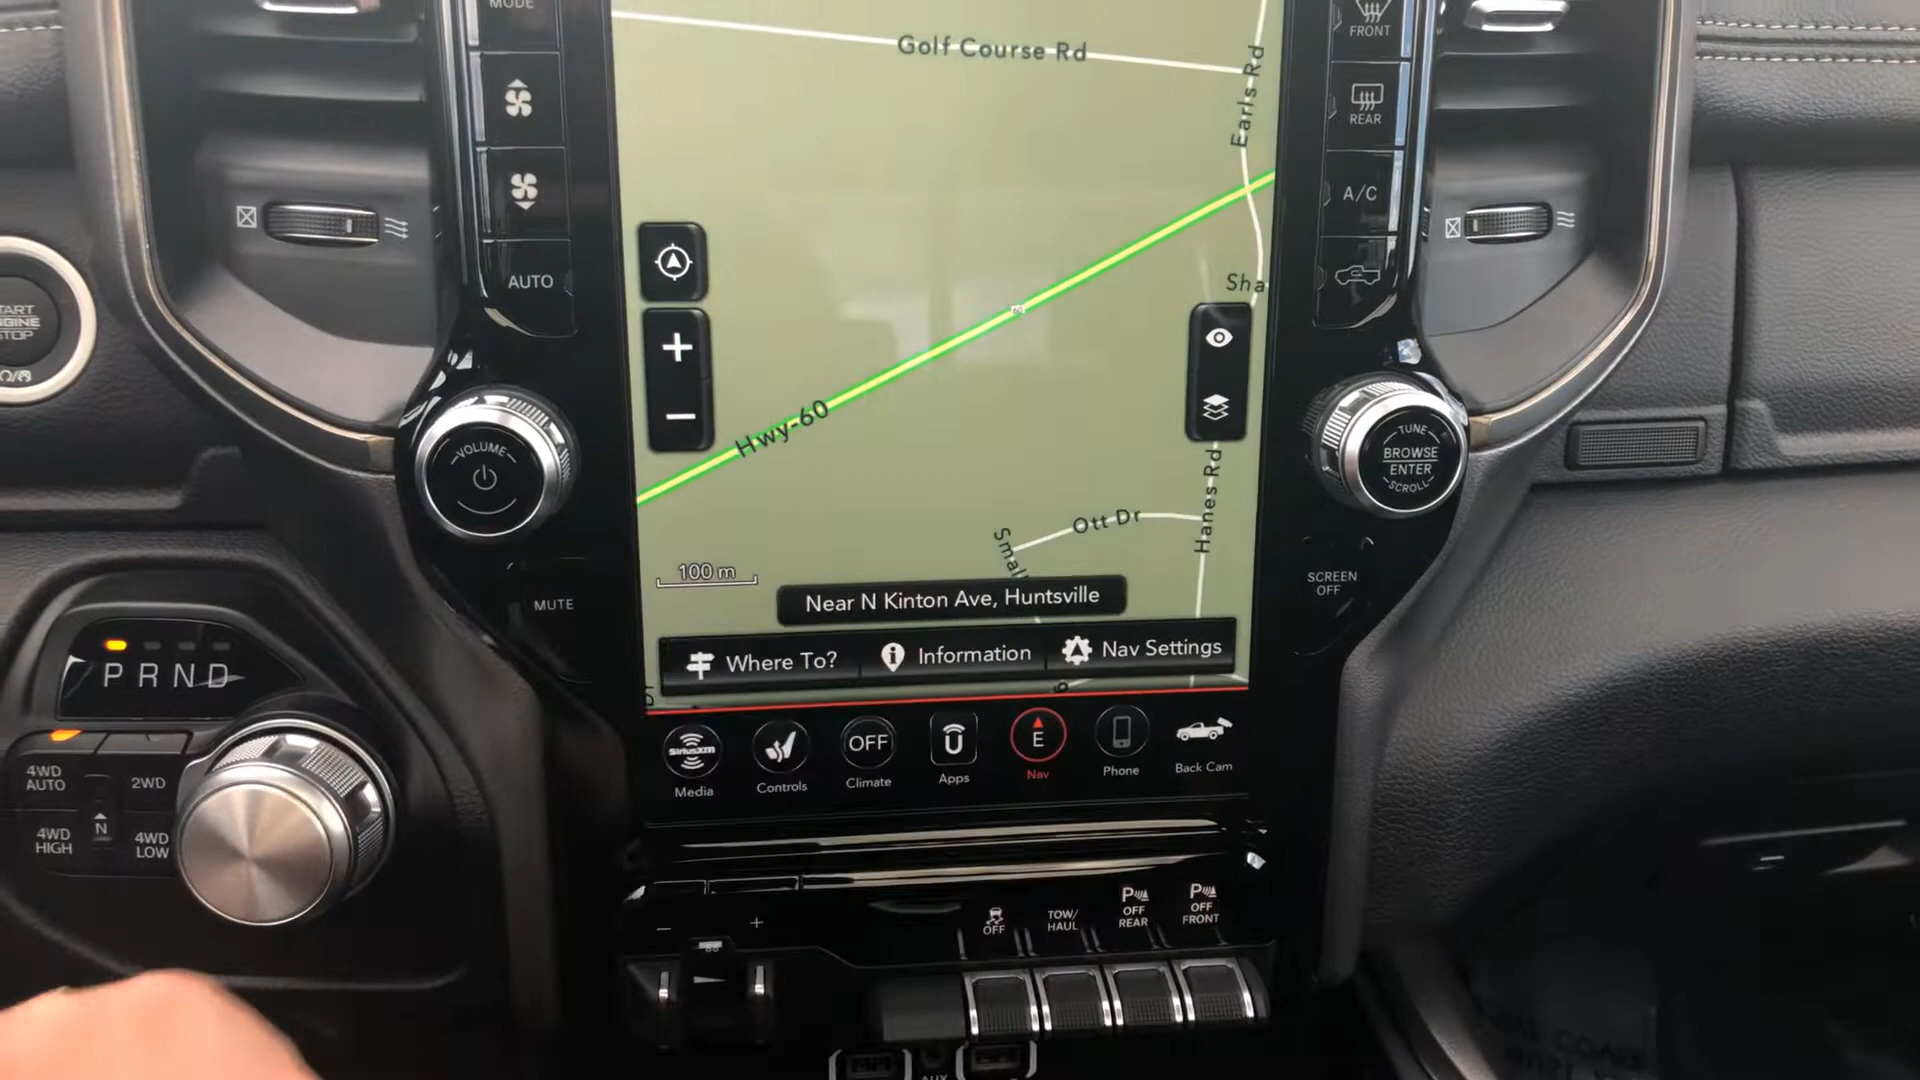 MODE
AUTO
START
ENGINE
STOP
VOLUME
MUTE
P R N D
4WD
AUTO
2WD
4WD
HIGH
N
4WD
LOW
Golf Course Rd
Earls Rd
Sha
Hwy-60
Ott Dr
Small
Hanes Rd
100 m
Near N Kinton Ave, Huntsville
Where To?
Information
Nav Settings
SiriusXM
Media
Controls
OFF
Climate
Apps
E
Nav
Phone
Back Cam
FRONT
REAR
A/C
TUNE
BROWSE
ENTER
SCROLL
SCREEN
OFF
- +
OFF
TOW/
HAUL
P
OFF
REAR
P
OFF
FRONT
AUX